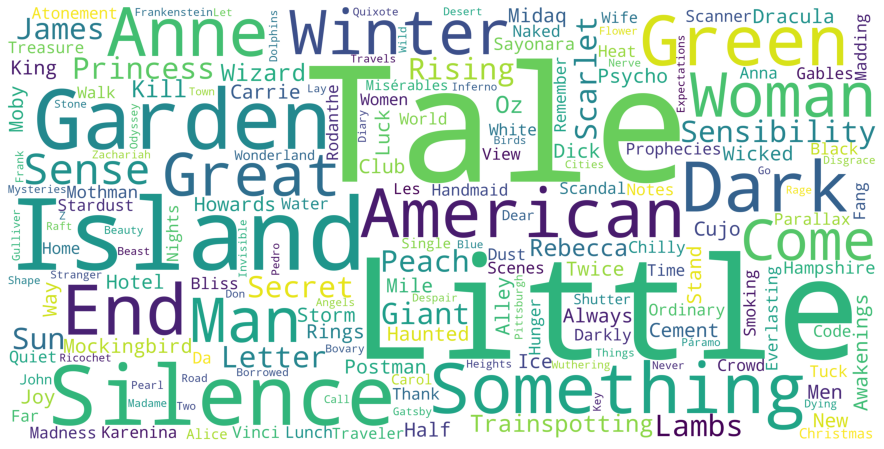 Atonement Frankenstein Let Anne Dolphins Winter Quixote Travels Midaq Wild Desert Wife Scanner Dracula Flower Nerve Green Expectations Madding
James Treasure King Princess Wizard Rising Sayonara Naked Heat Psycho Anna Gables
Moby Walk Kill Carrie Lay Inferno Tale Misérables Oz Remember Scarlet Woman
Stone Town Odyssey Garden Women Rodanthe Diary Luck World White Birds Dick Cities Prophecies Wicked Sensibility Black Disgrace
Frank Zachariah Sense Wonderland Great Club View Dark Go Rage Fang
Mysteries Mothman Stardust Z Raft Howards Water Les Handmaid Scandal Notes
Gulliver Island Beauty Beast Nights Invisible Pedro American Dear Cujo Parallax Come
Home Stranger Shape Way Hotel Bliss Secret Single Blue Peach Dust Rebecca Chilly Hampshire
End Don Angels Man Storm Mile Despair Scenes Twice Time Stand Little
Sun Mockingbird Rings Giant Haunted Pittsburgh Alley Hunger Shutter Always Darkly Ordinary Cement Smoking Everlasting Code Awakenings
Quiet Ricochet Da Letter Bovary Postman Ice Wuthering Heights Things Never Páramo Crowd Tuck
John Joy Pearl Road Borrowed Silence Call Carol Thank Gatsby Something Key Men Dying
Far Madame Two Trainspotting Lambs New Christmas
Madness Karenina Alice Vinci Lunch Traveler Half